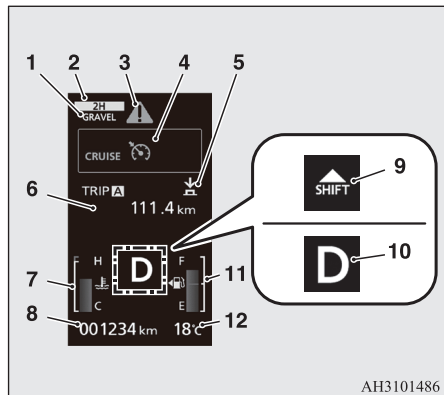 1 2 3 4 5
2H
GRAVEL
CRUISE
6 TRIP A
111.4 km
SHIFT 9
D 10
7 F H D F 11
C E
8 001234 km 18°C 12
AH3101486